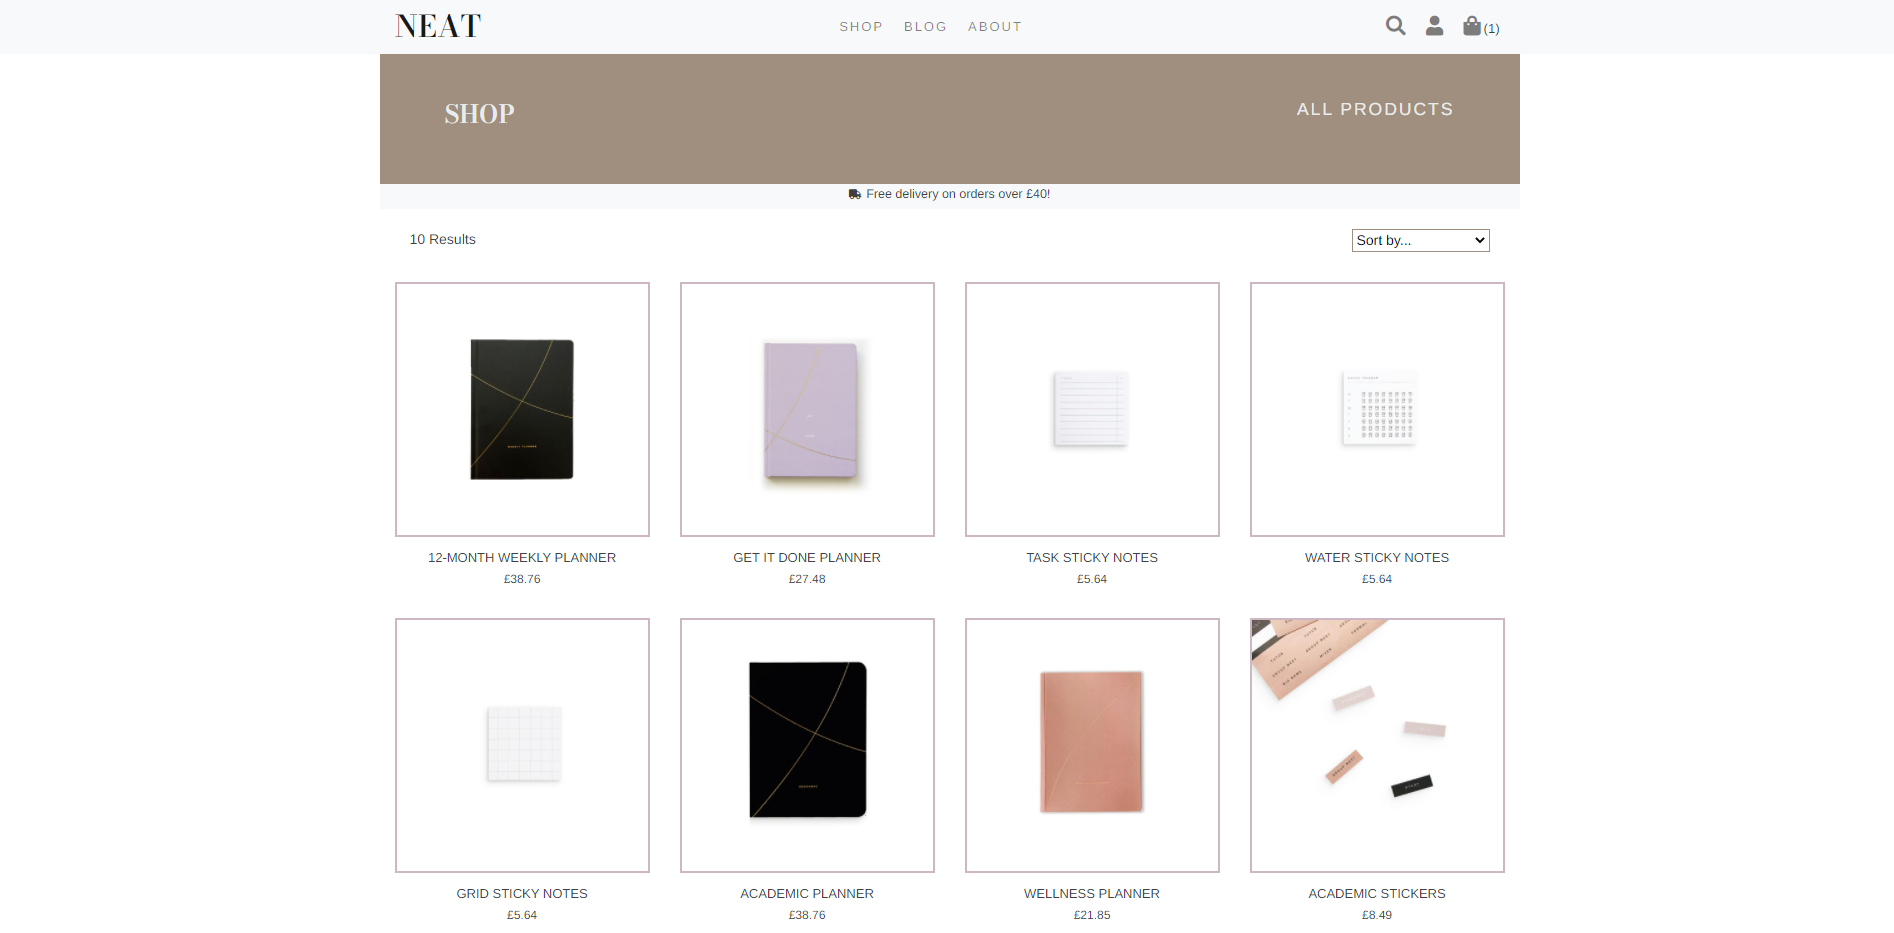 NEAT
SHOP BLOG ABOUT
(1)
SHOP
ALL PRODUCTS
Free delivery on orders over £40!
10 Results
Sort by...
WEEKLY PLANNER
12-MONTH WEEKLY PLANNER
£38.76
GET IT DONE PLANNER
£27.48
TASK STICKY NOTES
£5.64
WATER STICKY NOTES
£5.64
GRID STICKY NOTES
£5.64
ACADEMIC PLANNER
£38.76
WELLNESS PLANNER
£21.85
ACADEMIC STICKERS
£8.49